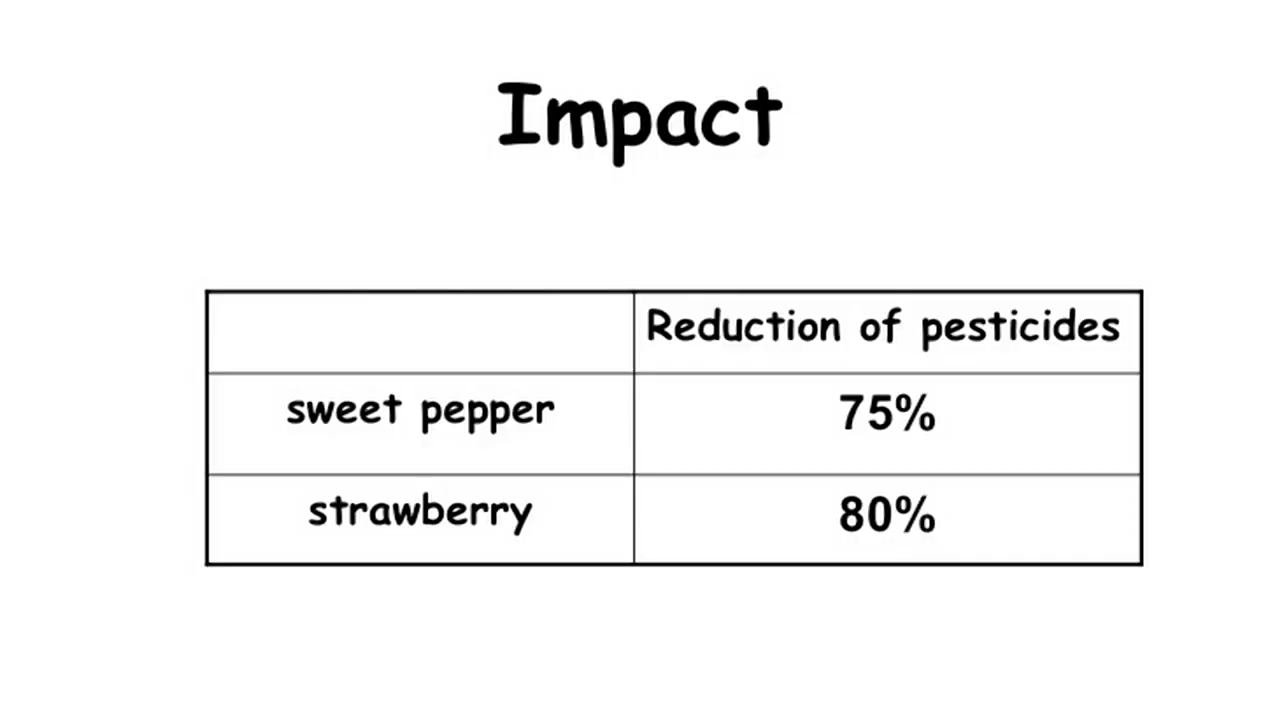 Impact
Reduction of pesticides
sweet pepper 75%
strawberry 80%